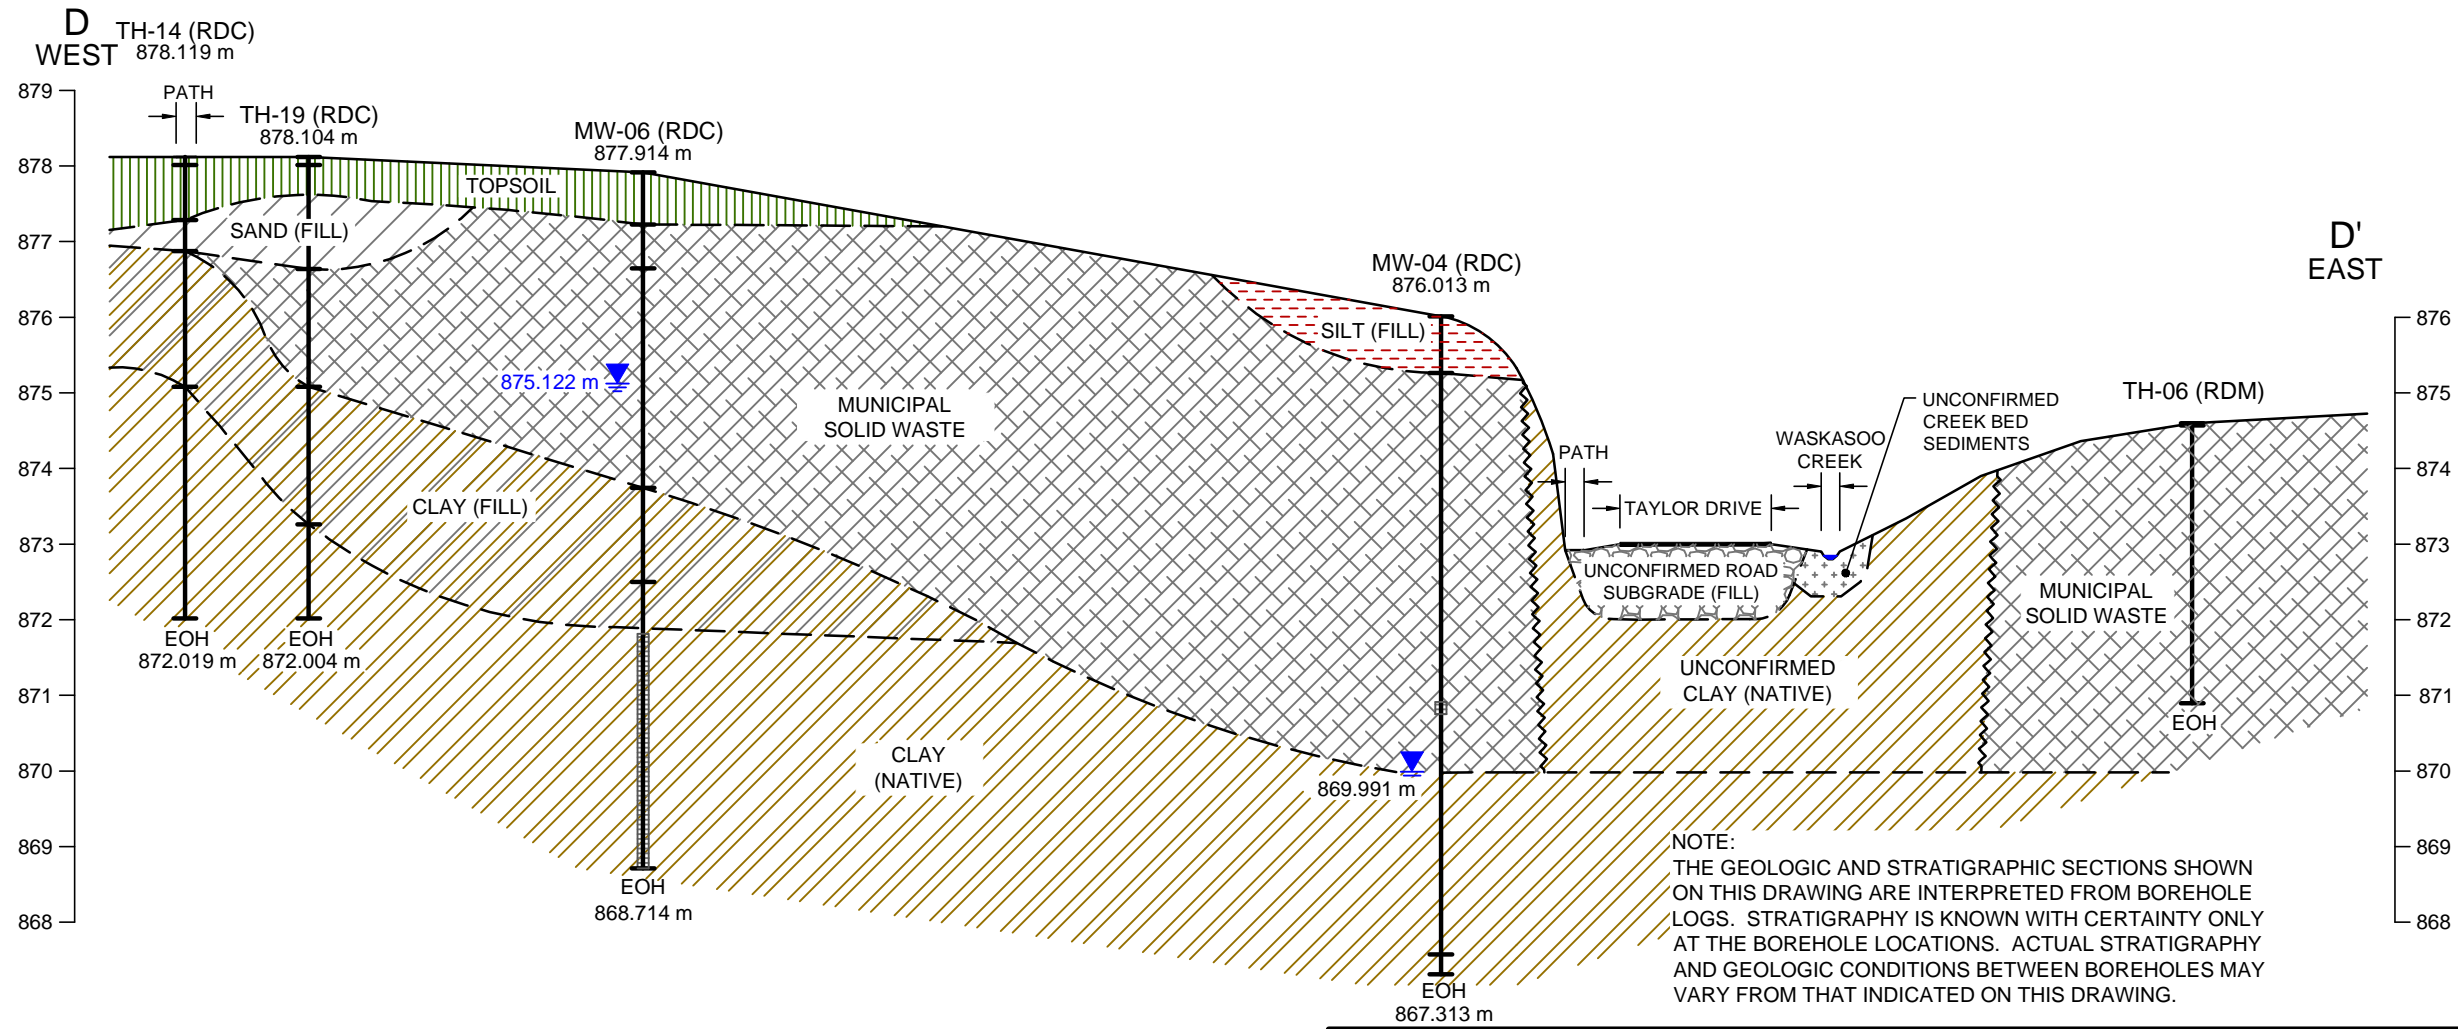 D
WEST
TH-14 (RDC)
878.119 m
PATH
TH-19 (RDC)
878.104 m
MW-06 (RDC)
877.914 m
MW-04 (RDC)
876.013 m
D'
EAST
TH-06 (RDM)
879
878
877
876
875
874
873
872
871
870
869
868
876
875
874
873
872
871
870
869
868
TOPSOIL
SAND (FILL)
SILT (FILL)
875.122 m
MUNICIPAL
SOLID WASTE
CLAY (FILL)
PATH
TAYLOR DRIVE
WASKASOO
CREEK
UNCONFIRMED
CREEK BED
SEDIMENTS
UNCONFIRMED ROAD
SUBGRADE (FILL)
MUNICIPAL
SOLID WASTE
UNCONFIRMED
CLAY (NATIVE)
CLAY
(NATIVE)
869.991 m
EOH
872.019 m
EOH
872.004 m
EOH
868.714 m
EOH
867.313 m
EOH
NOTE:
THE GEOLOGIC AND STRATIGRAPHIC SECTIONS SHOWN
ON THIS DRAWING ARE INTERPRETED FROM BOREHOLE
LOGS.  STRATIGRAPHY IS KNOWN WITH CERTAINTY ONLY
AT THE BOREHOLE LOCATIONS.  ACTUAL STRATIGRAPHY
AND GEOLOGIC CONDITIONS BETWEEN BOREHOLES MAY
VARY FROM THAT INDICATED ON THIS DRAWING.